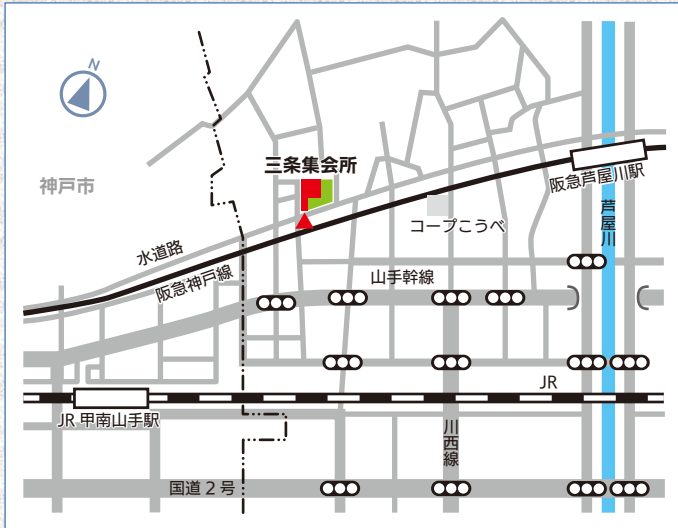 N
神戸市
三条集会所
阪急芦屋川駅
芦屋川
コープこうべ
水道路
阪急神戸線
山手幹線
JR
JR 甲南山手駅
川西線
国道2号